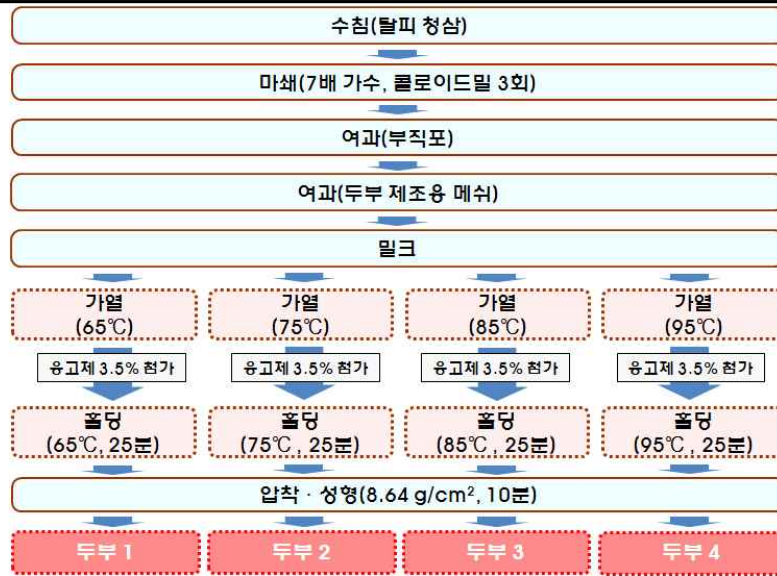 수침(탈피 청삼)
마쇄(7배 가수, 콜로이드밀 3회)
여과(부직포)
여과(두부 제조용 메쉬)
밀크
가열 가열 가열 가열
(65℃) (75℃) (85℃) (95℃)
응고제 3.5% 첨가 응고제 3.5% 첨가 응고제 3.5% 첨가 응고제 3.5% 첨가
홀딩 홀딩 홀딩 홀딩
(65℃, 25분) (75℃, 25분) (85℃, 25분) (95℃, 25분)
압착 · 성형(8.64 g/cm², 10분)
두부 1 두부 2 두부 3 두부 4